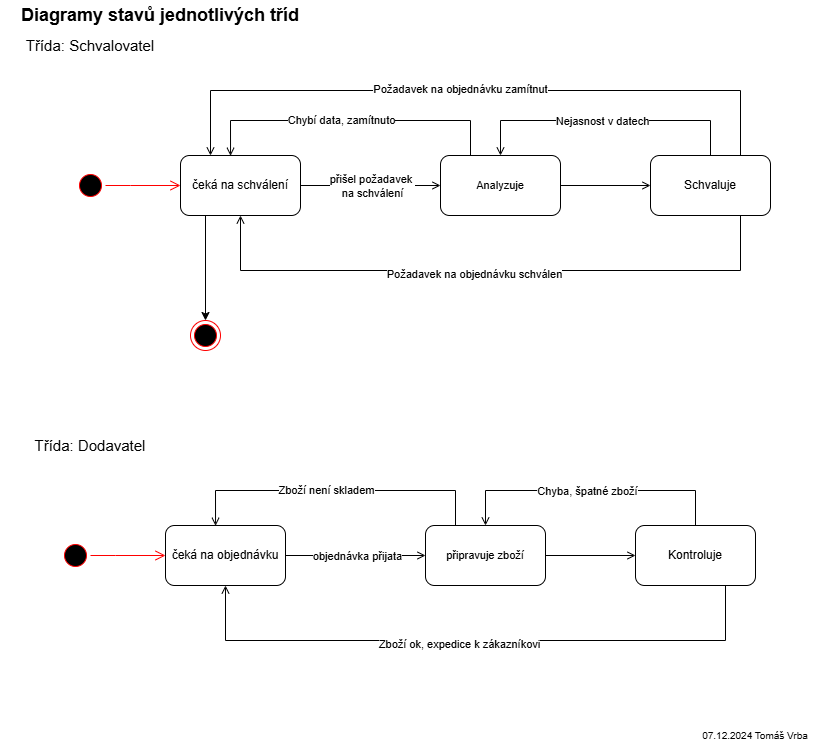 Diagramy stavů jednotlivých tříd
Třída: Schvalovatel
Požadavek na objednávku zamítnut
Chybí data, zamítnuto
Nejasnost v datech
čeká na schválení
přišel požadavek
na schválení
Analyzuje
Schvaluje
Požadavek na objednávku schválen
Třída: Dodavatel
Zboží není skladem
Chyba, špatné zboží
čeká na objednávku
objednávka přijata
připravuje zboží
Kontroluje
Zboží ok, expedice k zákazníkovi
07.12.2024 Tomáš Vrba